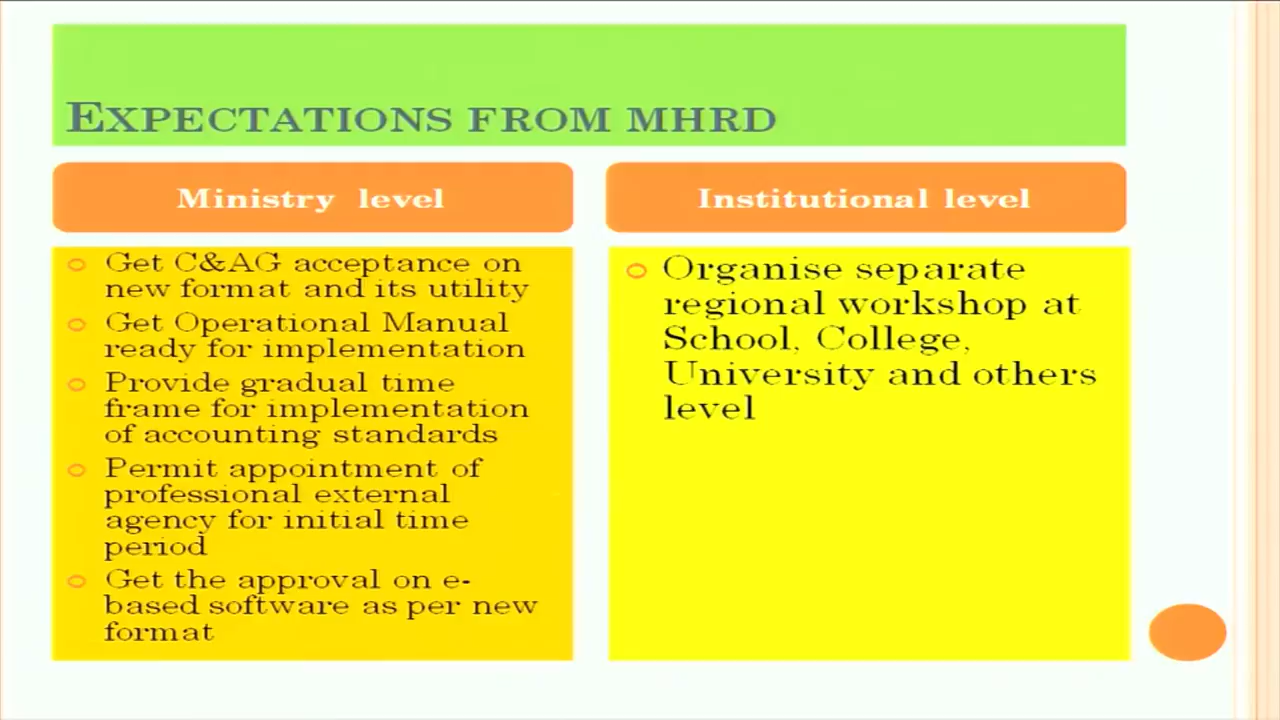 EXPECTATIONS FROM MHRD
Ministry level
Get C&AG acceptance on
new format and its utility
Get Operational Manual
ready for implementation
Provide gradual time
frame for implementation
of accounting standards
Permit appointment of
professional external
agency for initial time
period
Get the approval on e-
based software as per new
format
Institutional level
Organise separate
regional workshop at
School, College,
University and others
level